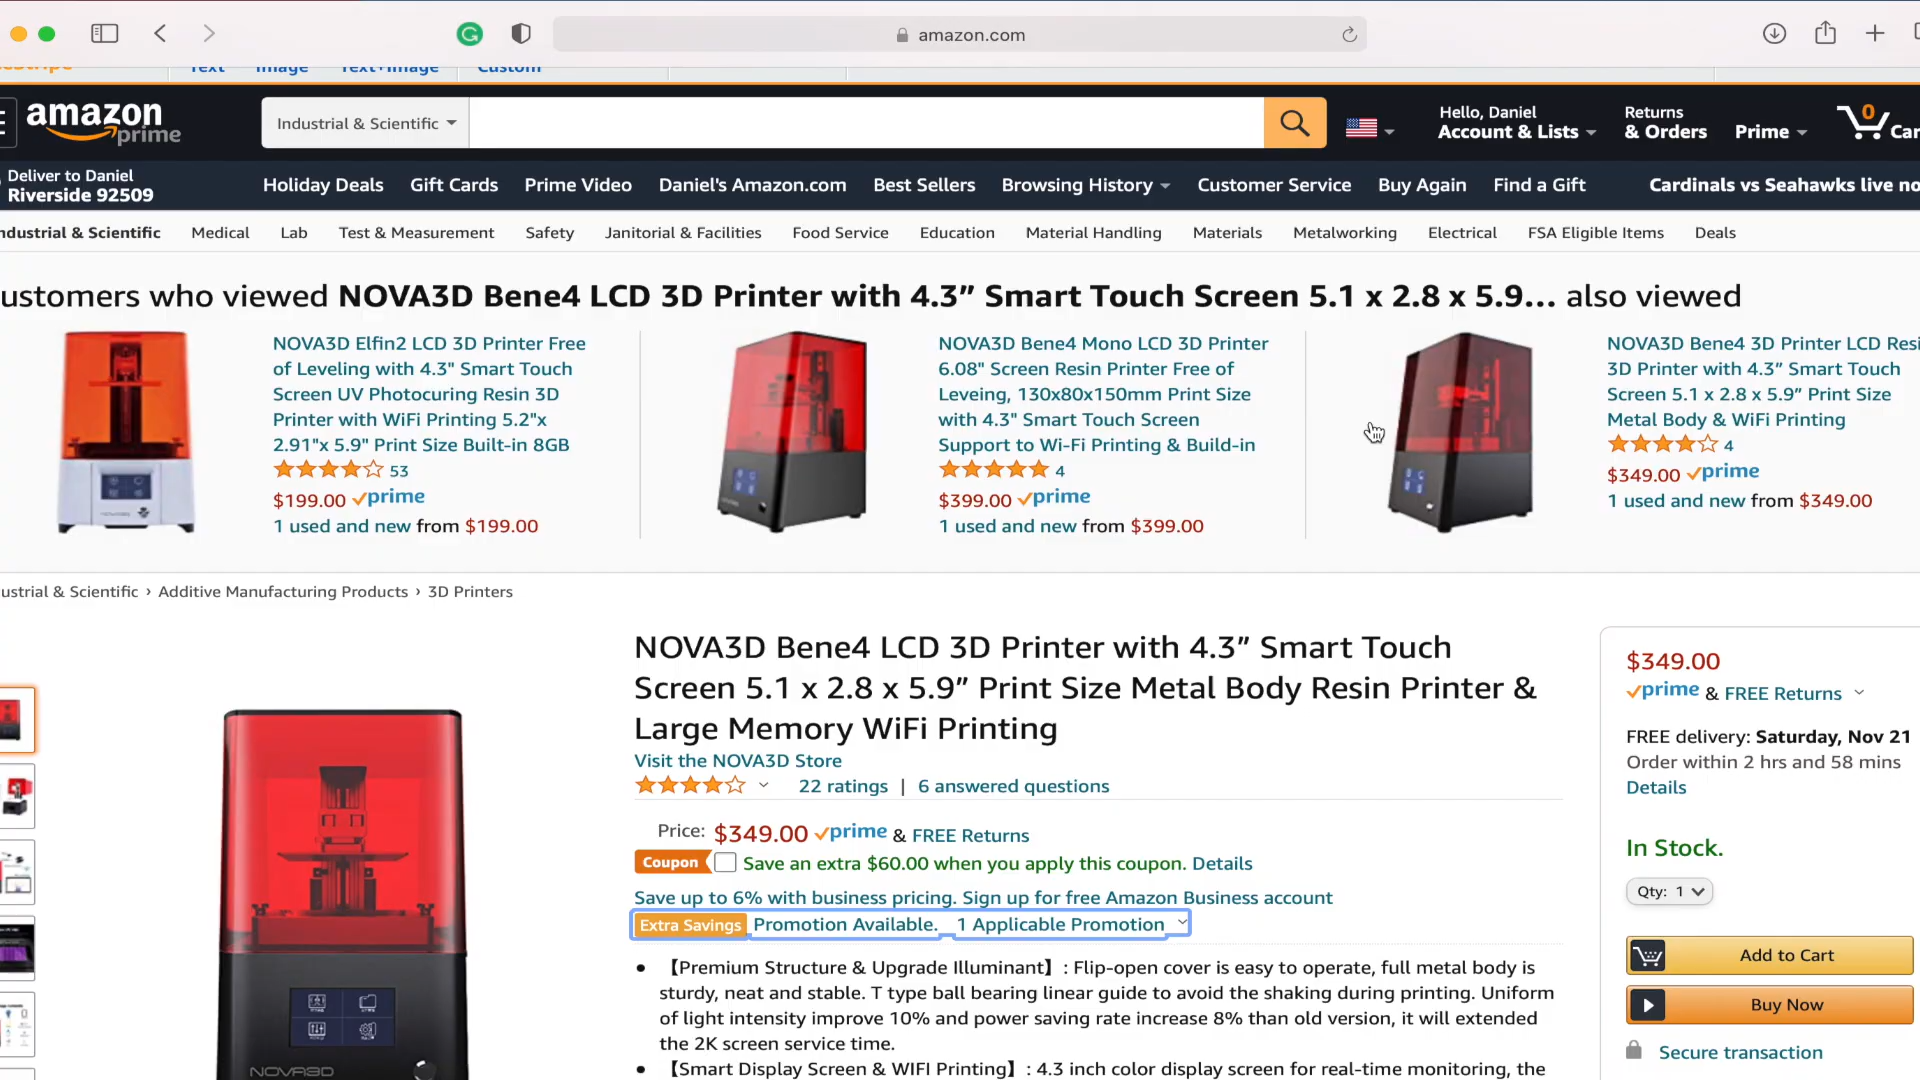 amazon.com
Text Image Text+Image Custom
amazon prime
Industrial & Scientific
Hello, Daniel
Account & Lists
Returns
& Orders
Prime
0
Car
Deliver to Daniel
Riverside 92509
Holiday Deals Gift Cards Prime Video Daniel's Amazon.com Best Sellers Browsing History Customer Service Buy Again Find a Gift Cardinals vs Seahawks live no
ndustrial & Scientific Medical Lab Test & Measurement Safety Janitorial & Facilities Food Service Education Material Handling Materials Metalworking Electrical FSA Eligible Items Deals
ustomers who viewed NOVA3D Bene4 LCD 3D Printer with 4.3” Smart Touch Screen 5.1 x 2.8 x 5.9... also viewed
NOVA3D Elfin2 LCD 3D Printer Free
of Leveling with 4.3" Smart Touch
Screen UV Photocuring Resin 3D
Printer with WiFi Printing 5.2"x
2.91"x 5.9" Print Size Built-in 8GB
53
$199.00 prime
1 used and new from $199.00
NOVA3D Bene4 Mono LCD 3D Printer
6.08" Screen Resin Printer Free of
Leveing, 130x80x150mm Print Size
with 4.3" Smart Touch Screen
Support to Wi-Fi Printing & Build-in
4
$399.00 prime
1 used and new from $399.00
NOVA3D Bene4 3D Printer LCD Resi
3D Printer with 4.3” Smart Touch
Screen 5.1 x 2.8 x 5.9” Print Size
Metal Body & WiFi Printing
4
$349.00 prime
1 used and new from $349.00
ustrial & Scientific › Additive Manufacturing Products › 3D Printers
NOVA3D Bene4 LCD 3D Printer with 4.3” Smart Touch
Screen 5.1 x 2.8 x 5.9” Print Size Metal Body Resin Printer &
Large Memory WiFi Printing
Visit the NOVA3D Store
22 ratings | 6 answered questions
Price: $349.00 prime & FREE Returns
Coupon Save an extra $60.00 when you apply this coupon. Details
Save up to 6% with business pricing. Sign up for free Amazon Business account
Extra Savings Promotion Available. 1 Applicable Promotion
• 【Premium Structure & Upgrade Illuminant】: Flip-open cover is easy to operate, full metal body is
sturdy, neat and stable. T type ball bearing linear guide to avoid the shaking during printing. Uniform
of light intensity improve 10% and power saving rate increase 8% than old version, it will extended
the 2K screen service time.
• 【Smart Display Screen & WIFI Printing】: 4.3 inch color display screen for real-time monitoring, the
NOVA3D
$349.00
prime & FREE Returns
FREE delivery: Saturday, Nov 21
Order within 2 hrs and 58 mins
Details
In Stock.
Qty: 1
Add to Cart
Buy Now
Secure transaction